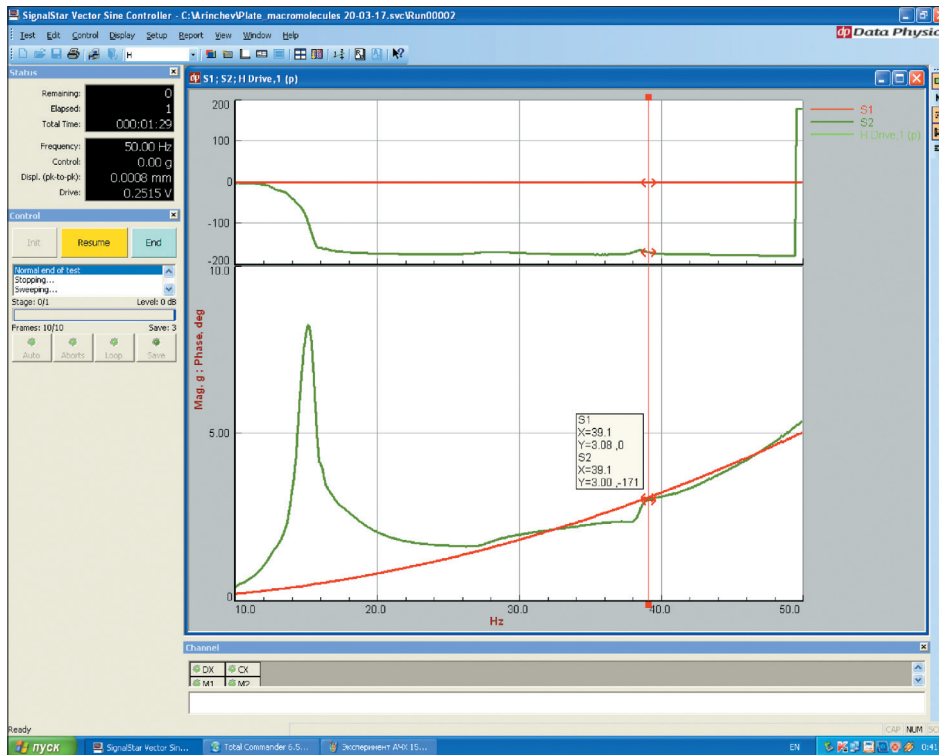 SignalStar Vector Sine Controller - C:\Arinchev\Plate_macromolecules 20-03-17.svc\Run00002
Test Edit Control Display Setup Report View Window Help
dp Data Physic
H
Status
Remaining: 0
Elapsed: 1
Total Time: 000:01:29
Frequency: 50.00 Hz
Control: 0.00 g
Displ. (pk-to-pk): 0.0008 mm
Drive: 0.2515 V
Control
Init Resume End
Normal end of test
Stopping...
Sweeping...
Stage: 0/1 Level: 0 dB
Frames: 10/10 Save: 3
Auto Aborts Loop Save
dp S1; S2; H Drive,1 (p)
200
100
0
-100
-200
S1
S2
H Drive,1 (p)
10.0
5.00
0
Mag, g ; Phase, deg
S1
X=39.1
Y=3.08 ,0
S2
X=39.1
Y=3.00 ,-171
10.0 20.0 30.0 40.0 50.0
Hz
Channel
DX CX
M1 M2
Ready
CAP NUM SC
пуск SignalStar Vector Sin... Total Commander 6.5... Эксперимент АЧХ 15... EN 0:41